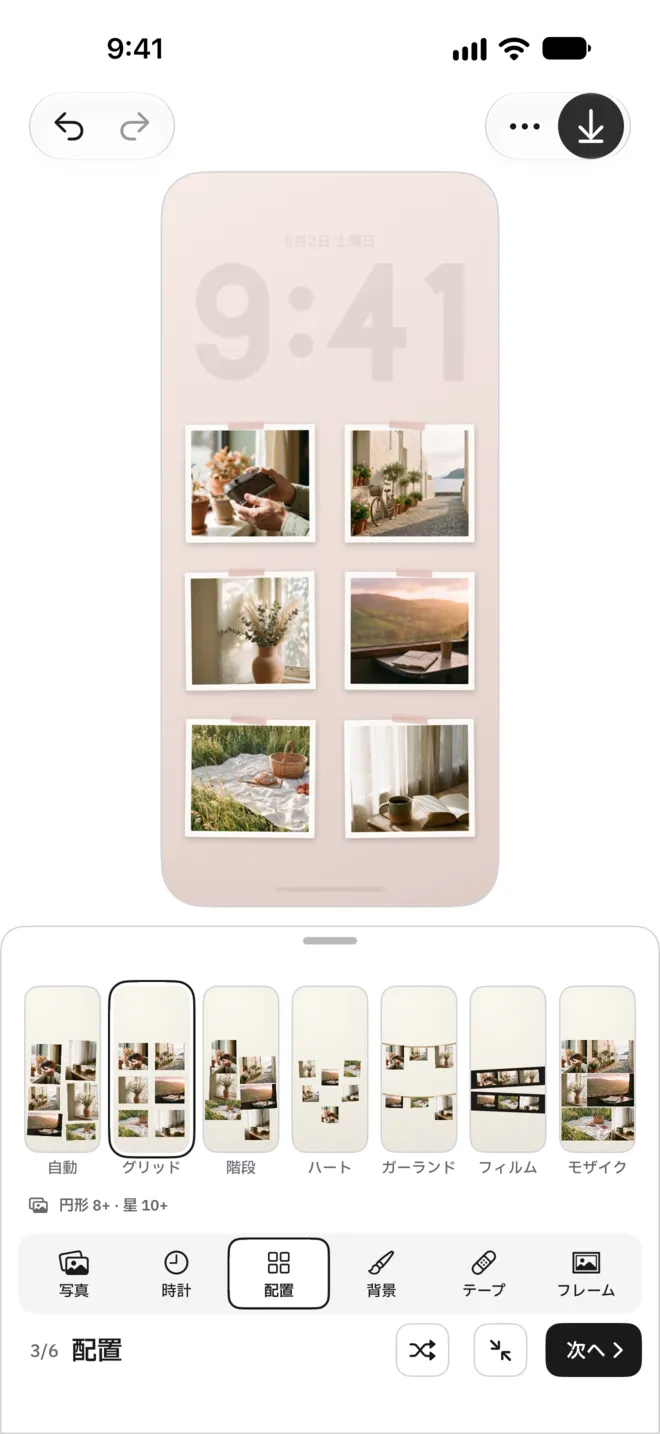 9:41
5月2日 土曜日
9:41
自動
グリッド
階段
ハート
ガーランド
フィルム
モザイク
円形 8+ · 星 10+
写真
時計
配置
背景
テープ
フレーム
3/6 配置
次へ